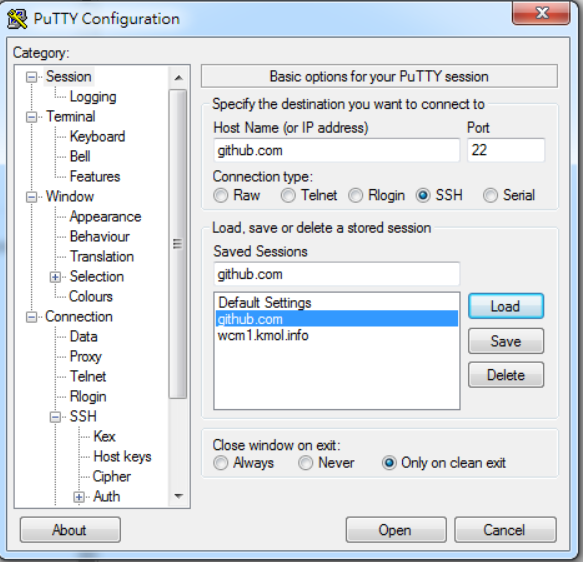 PuTTY Configuration
Category:
Session
Logging
Terminal
Keyboard
Bell
Features
Window
Appearance
Behaviour
Translation
Selection
Colours
Connection
Data
Proxy
Telnet
Rlogin
SSH
Kex
Host keys
Cipher
Auth
Basic options for your PuTTY session
Specify the destination you want to connect to
Host Name (or IP address) Port
github.com 22
Connection type:
Raw Telnet Rlogin SSH Serial
Load, save or delete a stored session
Saved Sessions
github.com
Default Settings
github.com
wcm1.kmol.info
Load
Save
Delete
Close window on exit:
Always Never Only on clean exit
About Open Cancel